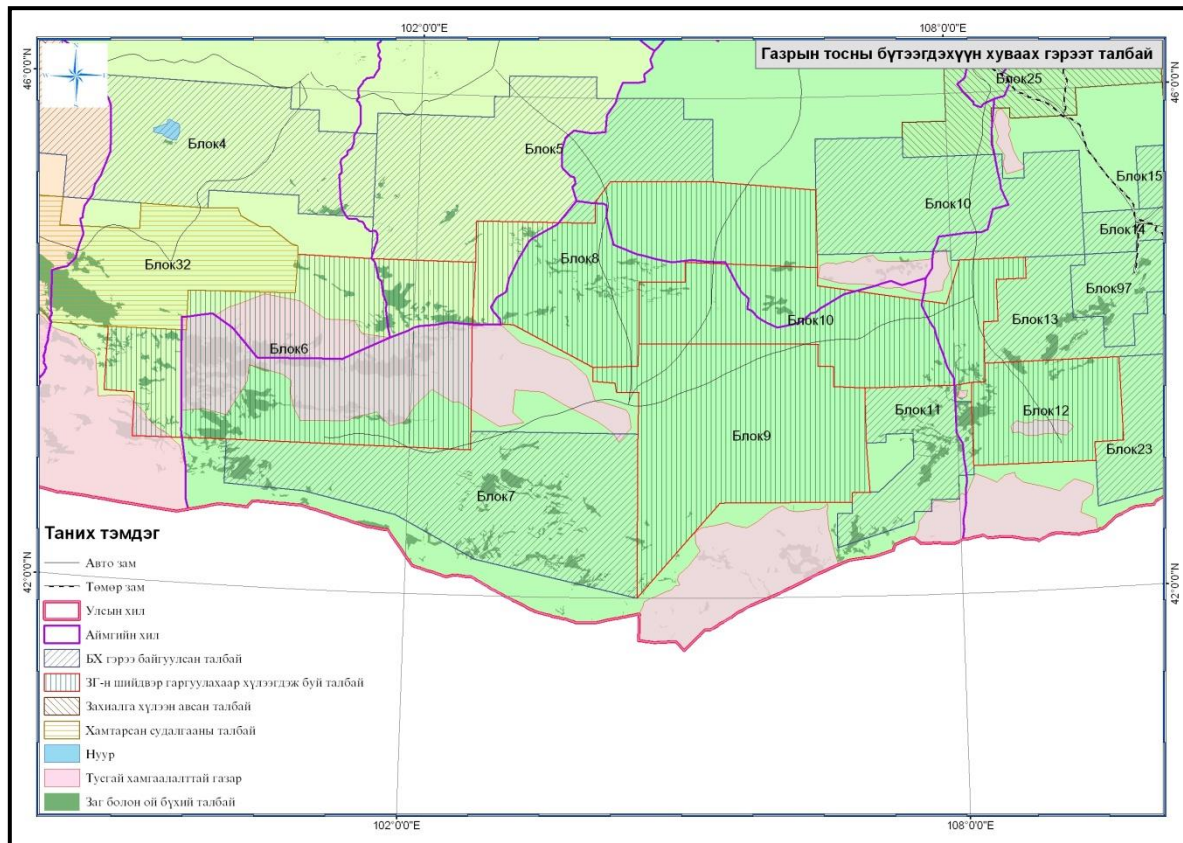 102°0'0"E
108°0'0"E
46°0'0"N
46°0'0"N
Газрын тосны бүтээгдэхүүн хуваах гэрээт талбай
Блок25
Блок4
Блок5
Блок15
Блок10
Блок14
Блок32
Блок8
Блок97
Блок10
Блок13
Блок6
Блок11
Блок12
Блок9
Блок23
Блок7
Таних тэмдэг
Авто зам
Төмөр зам
Улсын хил
Аймгийн хил
БХ гэрээ байгуулсан талбай
ЗГ-н шийдвэр гаргуулахаар хүлээгдэж буй талбай
Захиалга хүлээн авсан талбай
Хамтарсан судалгааны талбай
Нуур
Тусгай хамгаалалттай газар
Заг болон ой бүхий талбай
42°0'0"N
42°0'0"N
102°0'0"E
108°0'0"E